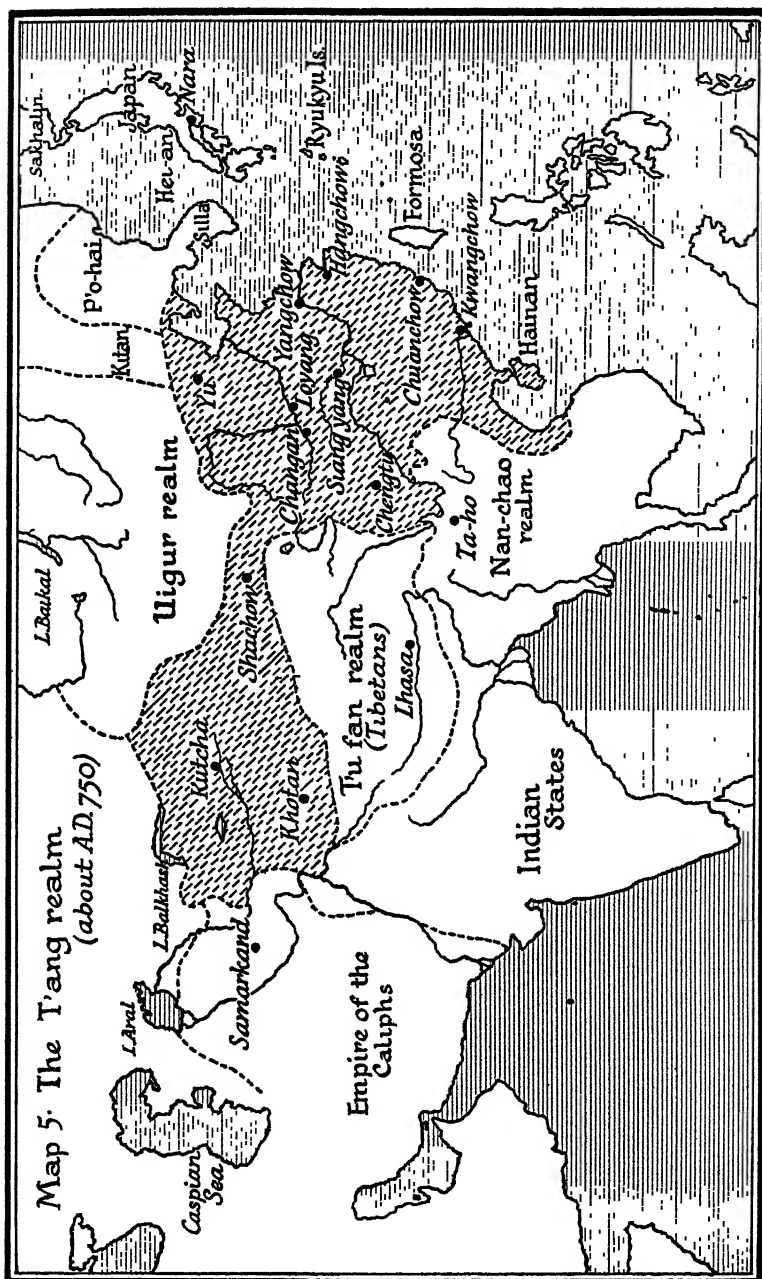 Map 5. The T'ang realm
(about A.D. 750)
Caspian
Sea
L. Aral
L. Balkhash
L. Baikal
Samarkand
Kutcha
Khotan
Shachow
Uigur realm
Kitan
P'o-hai
Sakhalin
Japan
Hei-an
Nara
Silla
Yu
Changan
Loyang
Yangchow
Hangchow
Siang yang
Chengtu
Chuanchow
Kwangchow
Ryukyu Is.
Formosa
Hainan
Ta-ho
Nan-chao
realm
T'u fan realm
(Tibetans)
Lhasa
Indian
States
Empire of the
Caliphs